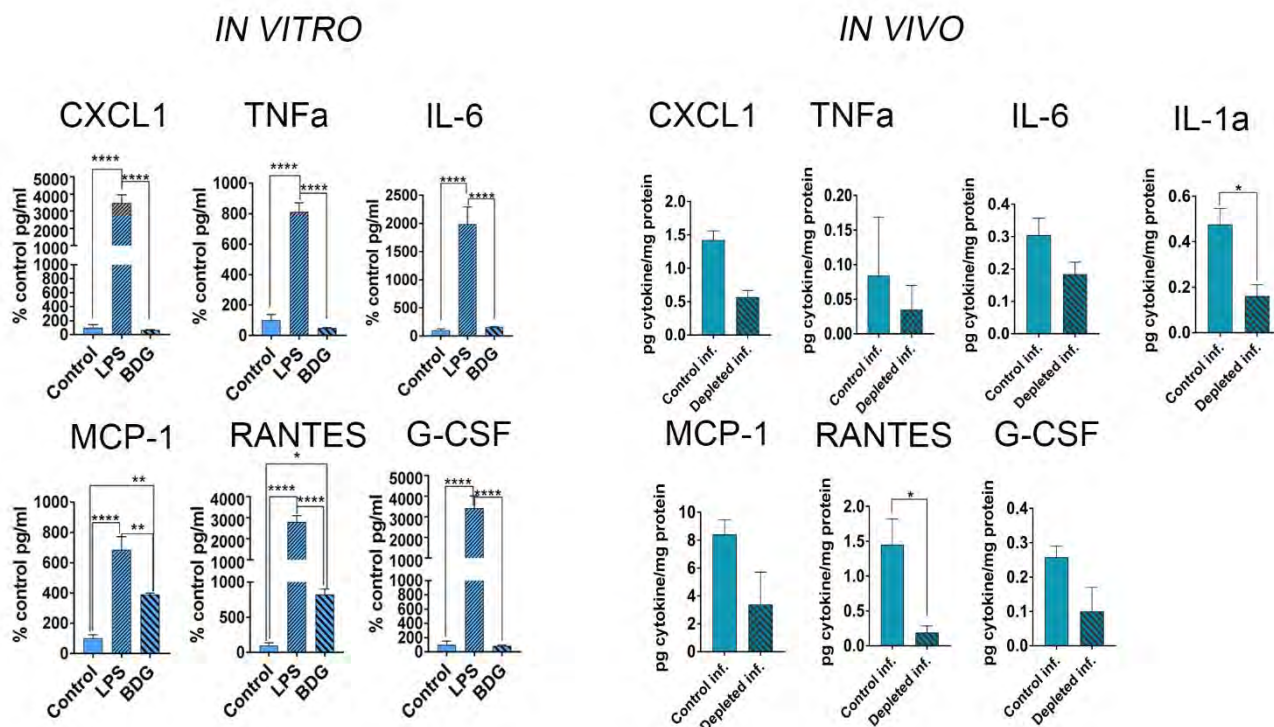 IN VITRO
IN VIVO
CXCL1
TNFa
IL-6
CXCL1
TNFa
IL-6
IL-1a
% control pg/ml
5000
4000
3000
2000
1000
1000
800
600
400
200
0
****
****
Control
LPS
BDG
% control pg/ml
1000
800
600
400
200
0
****
****
Control
LPS
BDG
% control pg/ml
2500
2000
1500
1000
500
0
****
****
Control
LPS
BDG
pg cytokine/mg protein
2.0
1.5
1.0
0.5
0.0
Control inf.
Depleted inf.
pg cytokine/mg protein
0.20
0.15
0.10
0.05
0.00
Control inf.
Depleted inf.
pg cytokine/mg protein
0.4
0.3
0.2
0.1
0.0
Control inf.
Depleted inf.
pg cytokine/mg protein
0.6
0.4
0.2
0.0
*
Control inf.
Depleted inf.
MCP-1
RANTES
G-CSF
MCP-1
RANTES
G-CSF
% control pg/ml
1000
800
600
400
200
0
**
****
**
Control
LPS
BDG
% control pg/ml
4000
3000
2000
1000
1000
500
0
*
****
****
Control
LPS
BDG
% control pg/ml
5000
4000
3000
2000
1000
1000
800
600
400
200
0
****
****
Control
LPS
BDG
pg cytokine/mg protein
10
8
6
4
2
0
Control inf.
Depleted inf.
pg cytokine/mg protein
2.0
1.5
1.0
0.5
0.0
*
Control inf.
Depleted inf.
pg cytokine/mg protein
0.4
0.3
0.2
0.1
0.0
Control inf.
Depleted inf.